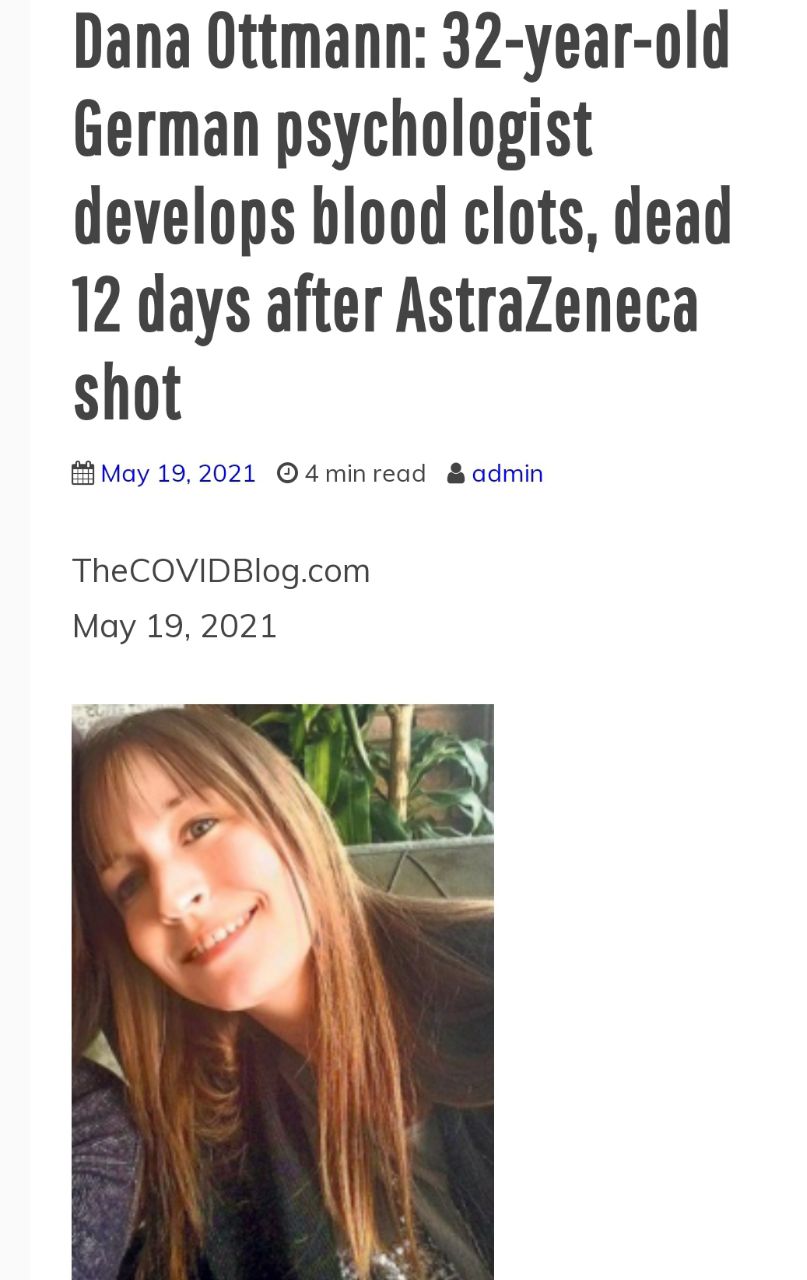 Dana Ottmann: 32-year-old
German psychologist
develops blood clots, dead
12 days after AstraZeneca
shot
May 19, 2021 4 min read admin
TheCOVIDBlog.com
May 19, 2021